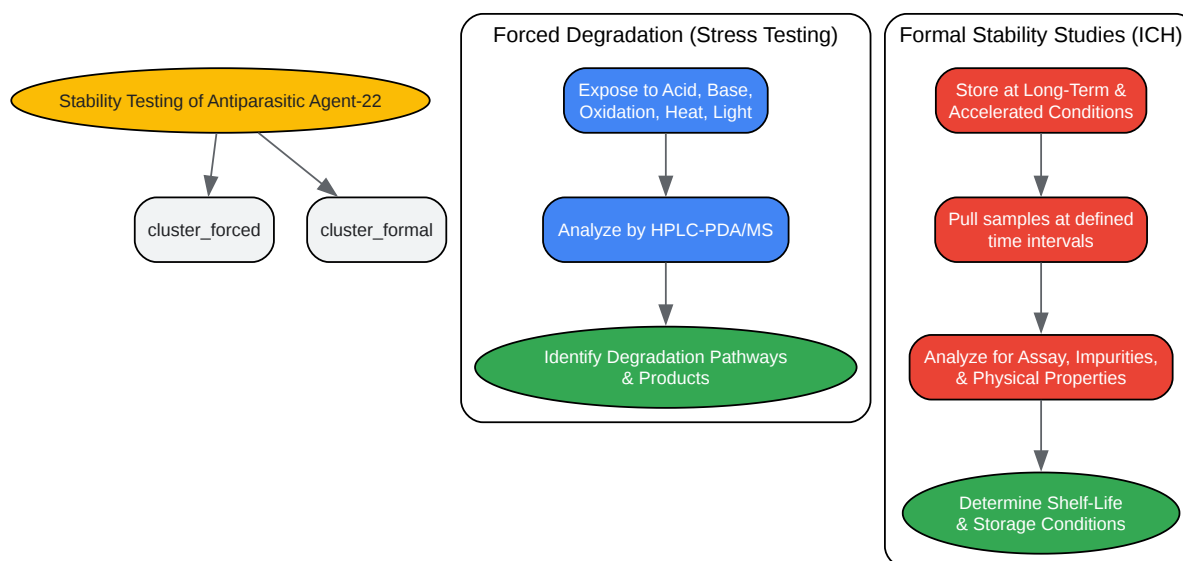 Stability Testing of Antiparasitic Agent-22
cluster_forced
cluster_formal
Forced Degradation (Stress Testing)
Expose to Acid, Base,
Oxidation, Heat, Light
Analyze by HPLC-PDA/MS
Identify Degradation Pathways
& Products
Formal Stability Studies (ICH)
Store at Long-Term &
Accelerated Conditions
Pull samples at defined
time intervals
Analyze for Assay, Impurities,
& Physical Properties
Determine Shelf-Life
& Storage Conditions